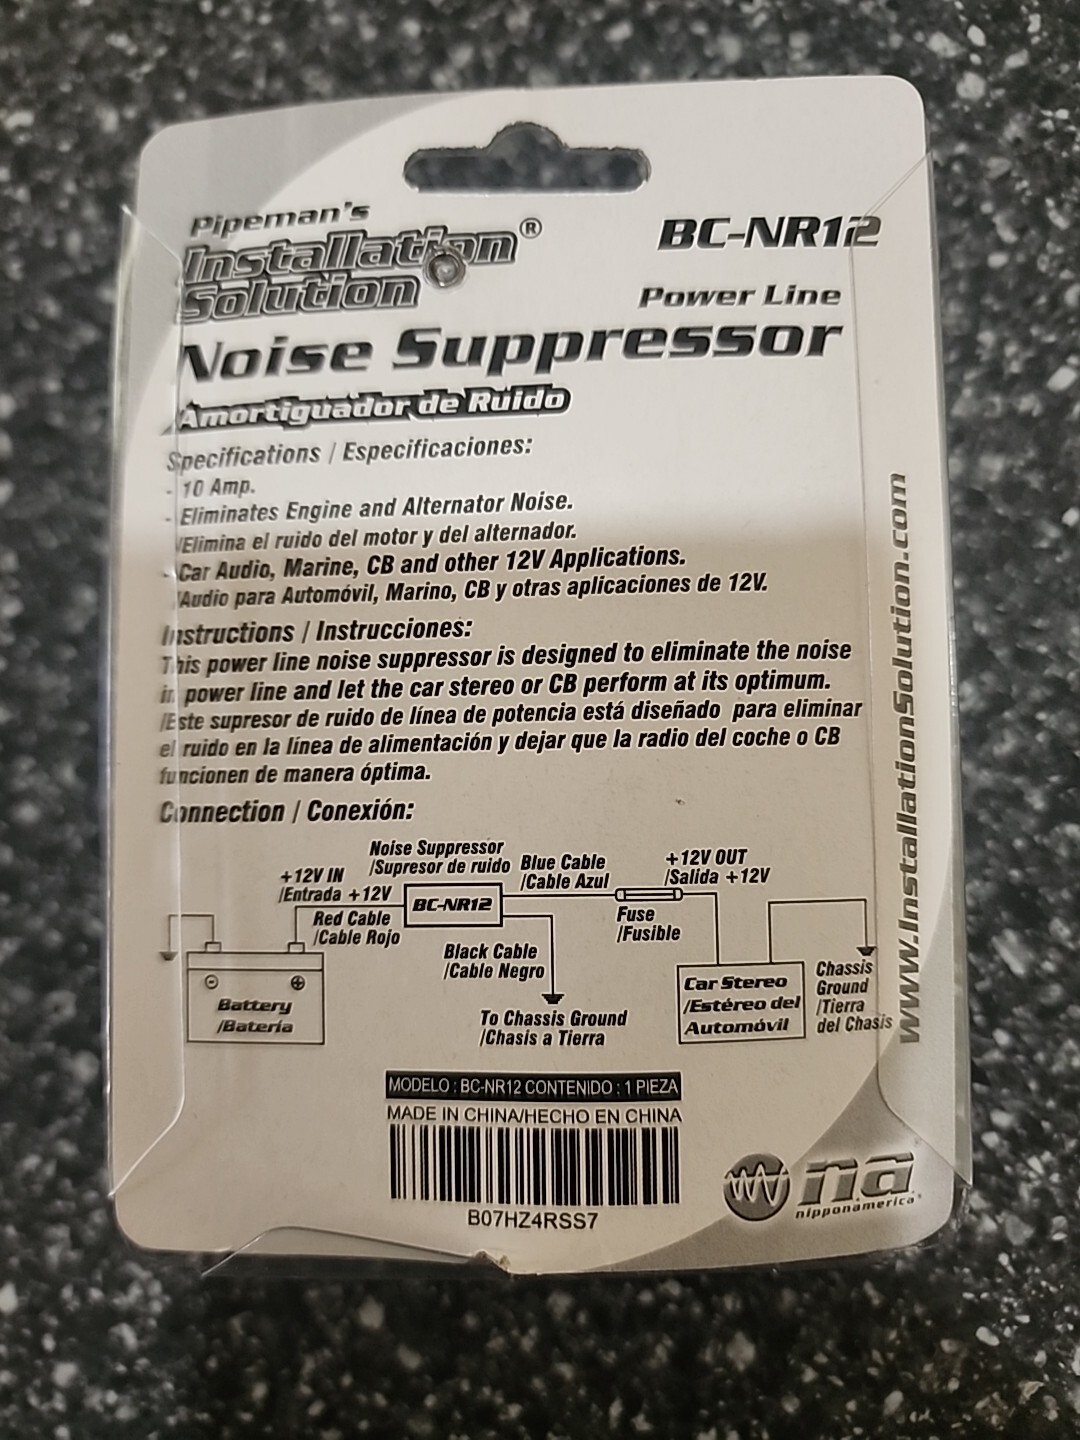 Pipeman's
Installation
Solution®
BC-NR12
Power Line
Noise Suppressor
Amortiguador de Ruido
Specifications / Especificaciones:
- 10 Amp.
- Eliminates Engine and Alternator Noise.
/Elimina el ruido del motor y del alternador.
- Car Audio, Marine, CB and other 12V Applications.
/Audio para Automóvil, Marino, CB y otras aplicaciones de 12V.
Instructions / Instrucciones:
This power line noise suppressor is designed to eliminate the noise
in power line and let the car stereo or CB perform at its optimum.
/Este supresor de ruido de línea de potencia está diseñado para eliminar
el ruido en la línea de alimentación y dejar que la radio del coche o CB
funcionen de manera óptima.
Connection / Conexión:
Noise Suppressor
/Supresor de ruido
+12V IN
/Entrada +12V
Red Cable
/Cable Rojo
BC-NR12
Blue Cable
/Cable Azul
+12V OUT
/Salida +12V
Fuse
/Fusible
Black Cable
/Cable Negro
To Chassis Ground
/Chasis a Tierra
Battery
/Batería
Car Stereo
/Estéreo del
Automóvil
Chassis
Ground
/Tierra
del Chasis
www.InstallationSolution.com
MODELO : BC-NR12 CONTENIDO : 1 PIEZA
MADE IN CHINA/HECHO EN CHINA
B07HZ4RSS7
na
nipponamerica